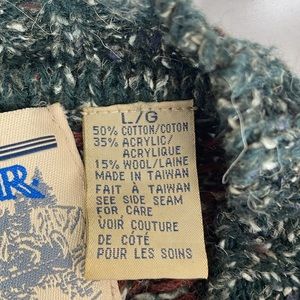 L/G
50% COTTON/COTON
35% ACRYLIC/
ACRYLIQUE
15% WOOL/LAINE
MADE IN TAIWAN
FAIT À TAIWAN
SEE SIDE SEAM
FOR CARE
VOIR COUTURE
DE CÔTÉ
POUR LES SOINS